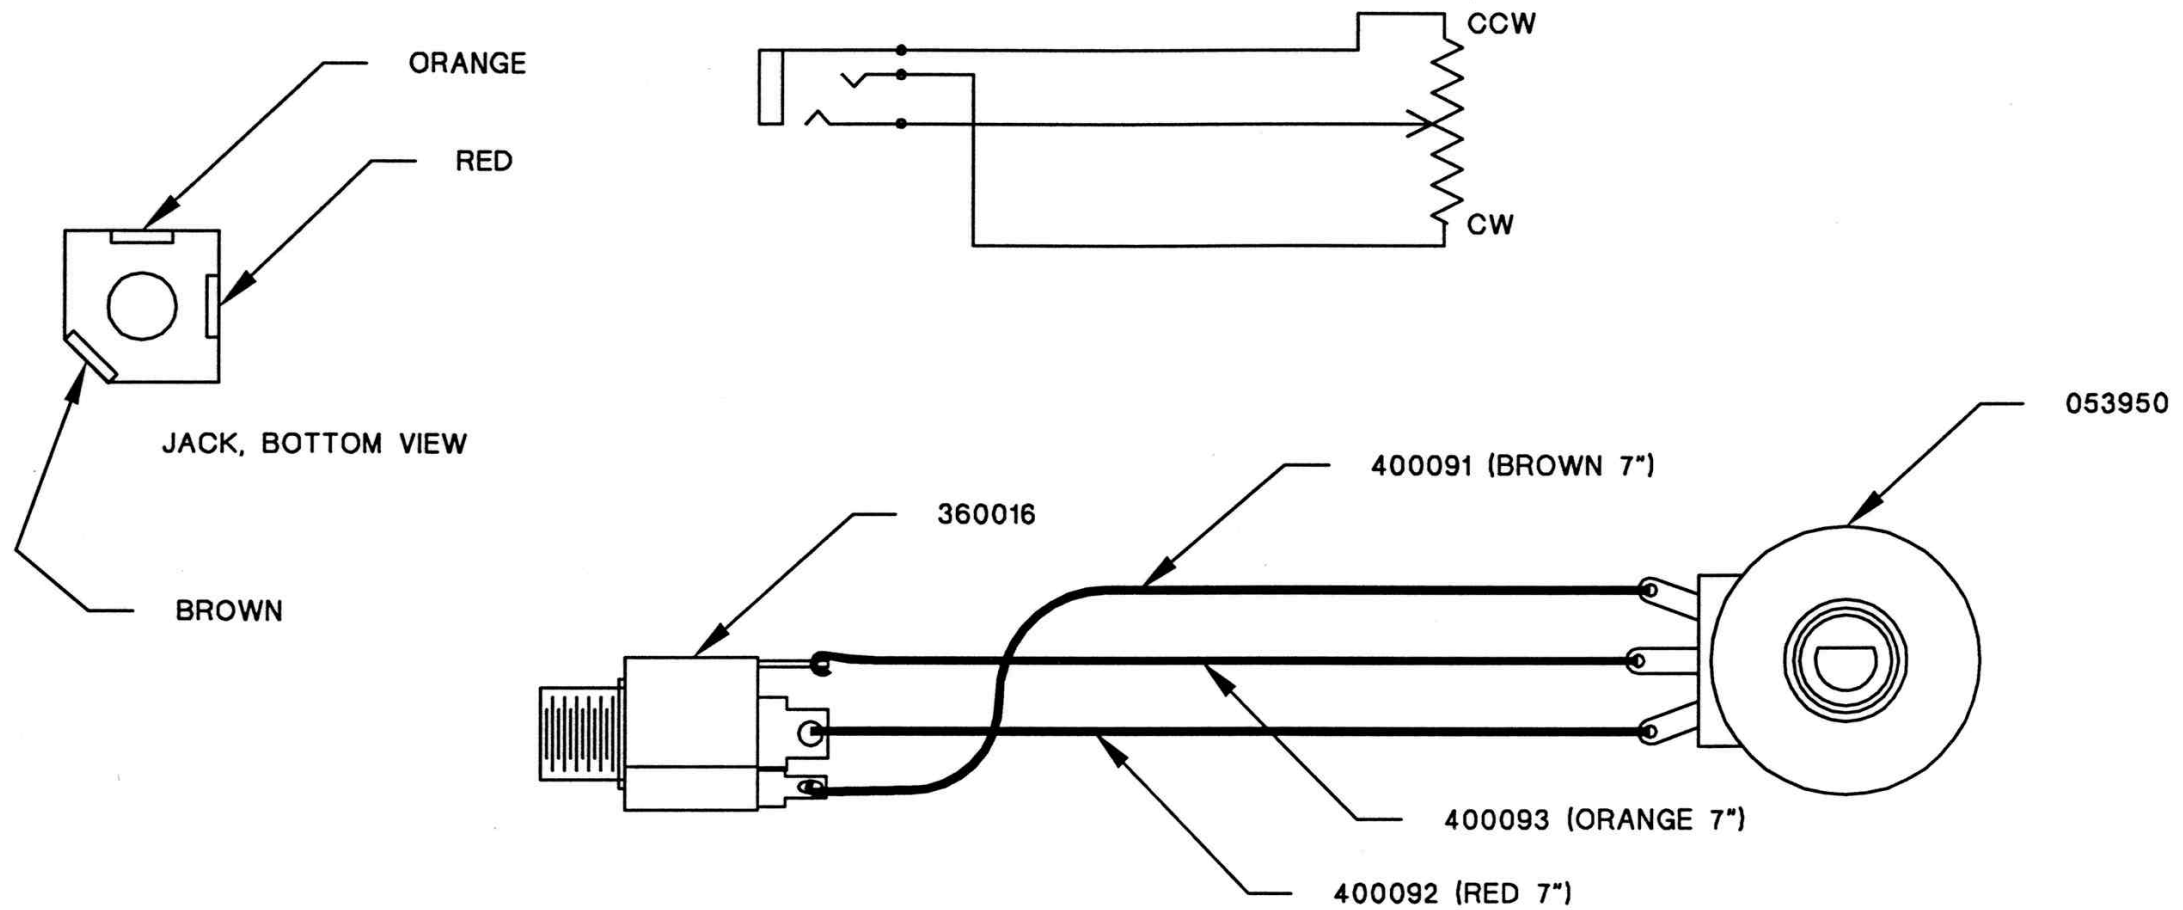 ORANGE
RED
BROWN
JACK, BOTTOM VIEW
CCW
CW
053950
400091 (BROWN 7")
360016
400093 (ORANGE 7")
400092 (RED 7")